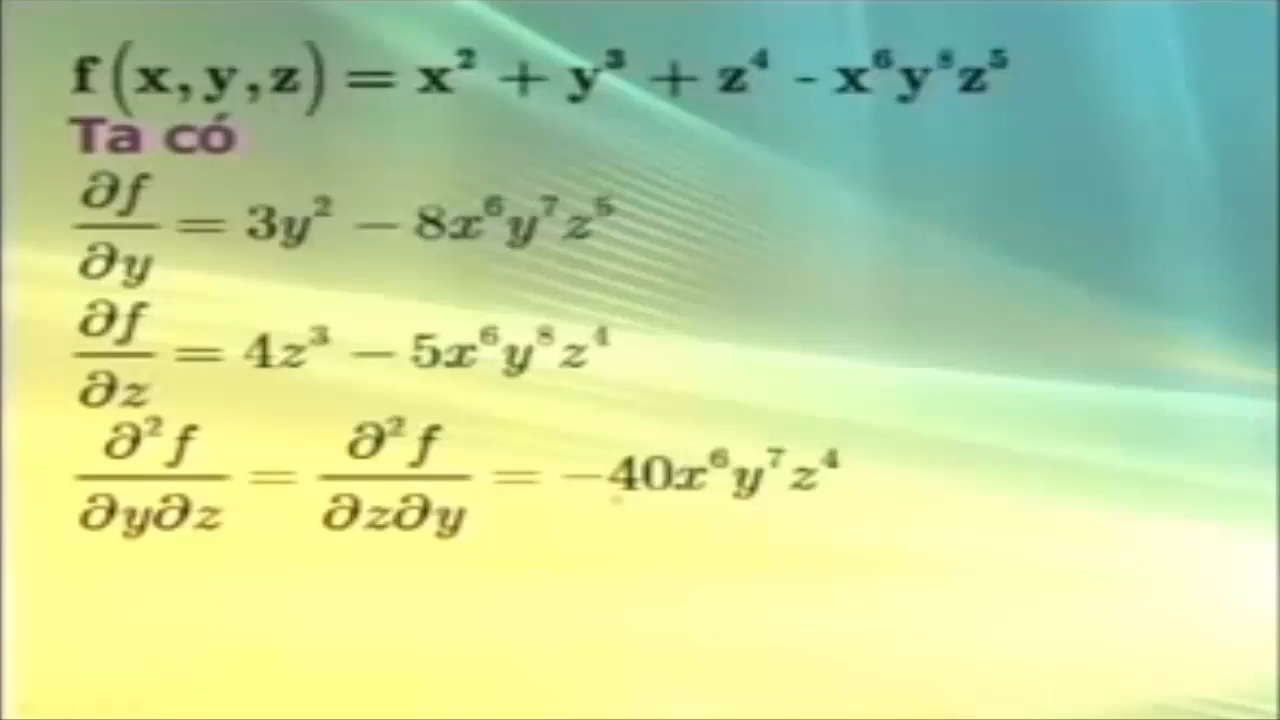 f(x,y,z) = x² + y³ + z⁴ - x⁶y⁸z⁵
Ta có
∂f/∂y = 3y² − 8x⁶y⁷z⁵
∂f/∂z = 4z³ − 5x⁶y⁸z⁴
∂²f/∂y∂z = ∂²f/∂z∂y = −40x⁶y⁷z⁴